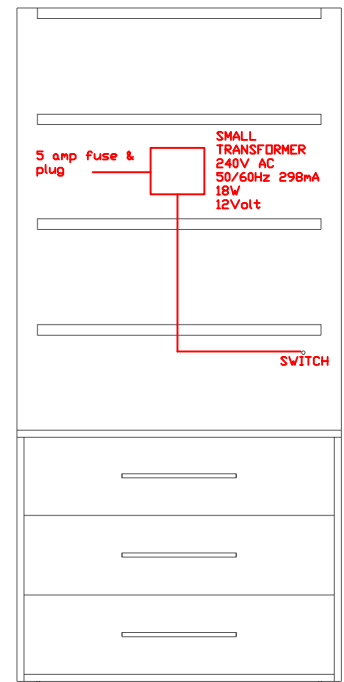 SMALL
TRANSFORMER
240V AC
50/60Hz 298mA
18W
12Volt
5 amp fuse &
plug
SWITCH